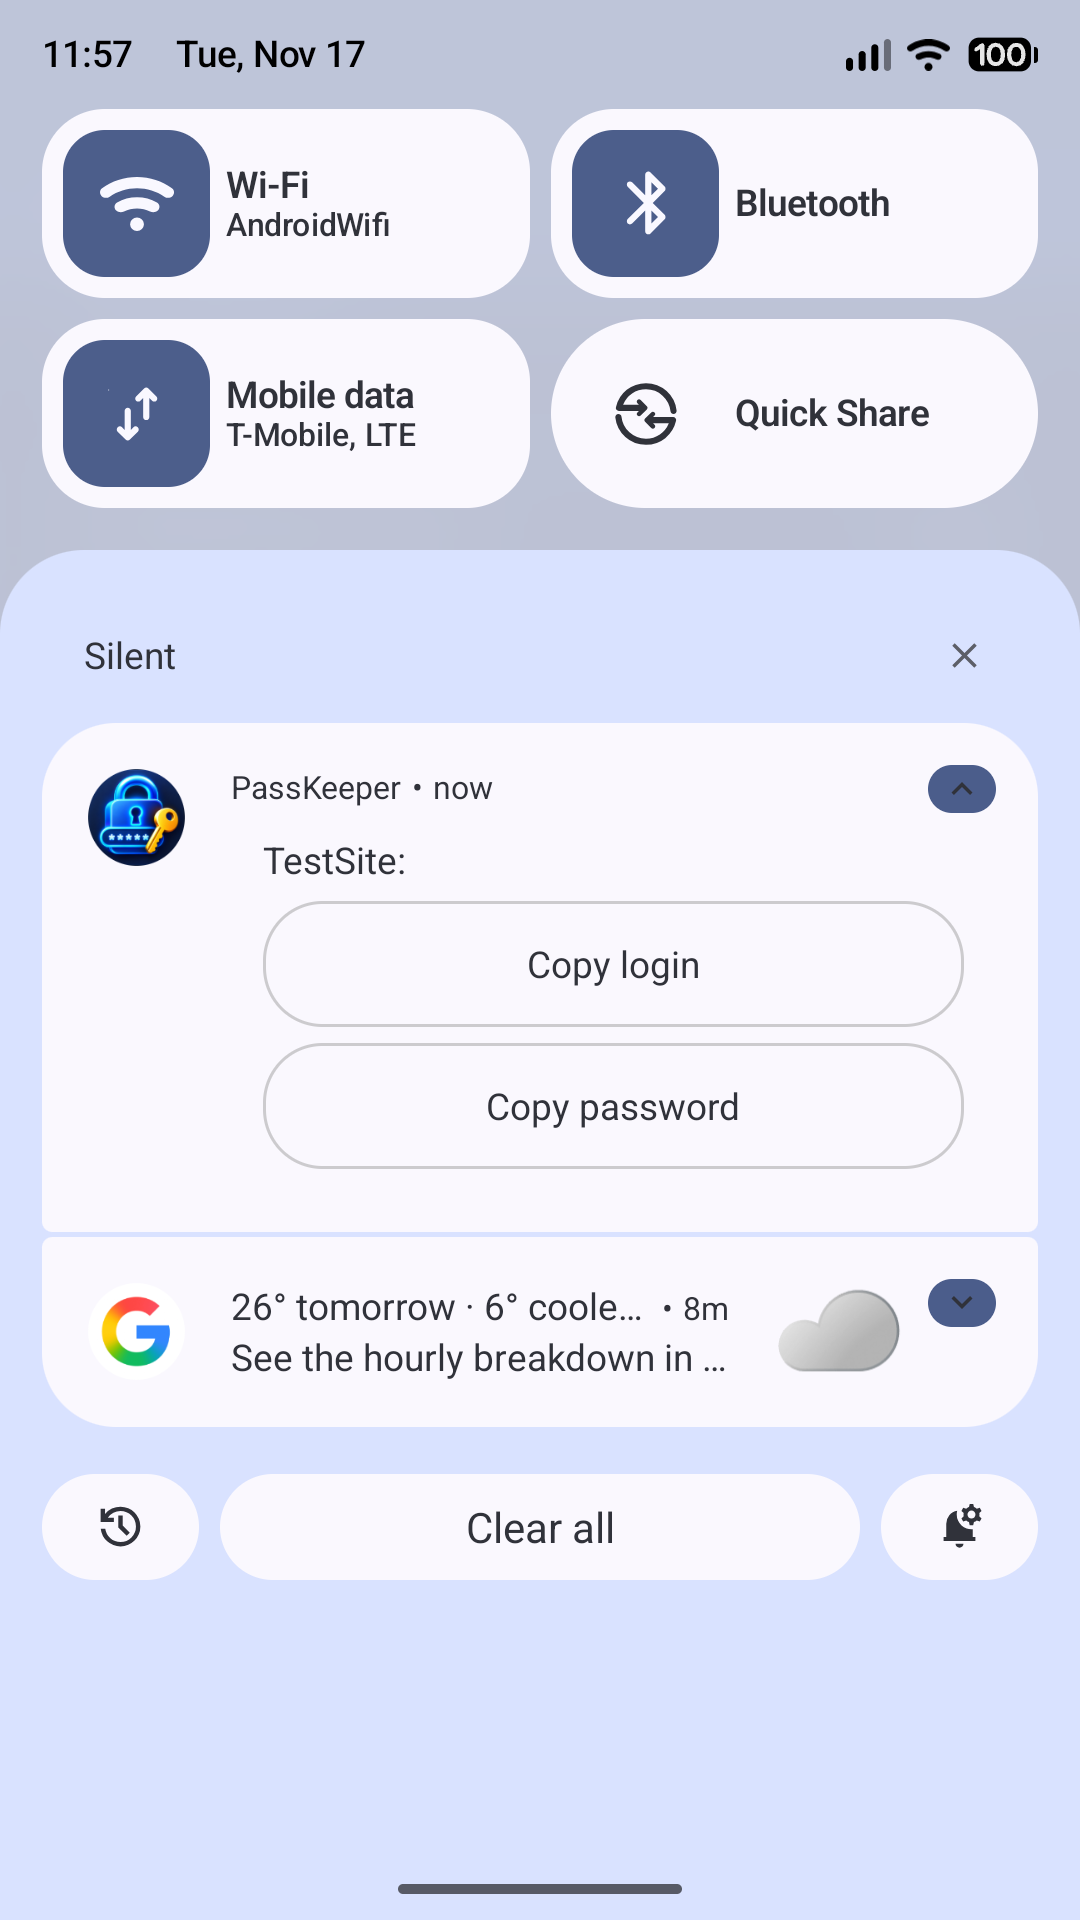 11:57 Tue, Nov 17 100
Wi-Fi
AndroidWifi
Bluetooth
Mobile data
T-Mobile, LTE
Quick Share
Silent
PassKeeper • now
TestSite:
Copy login
Copy password
26° tomorrow · 6° coole… • 8m
See the hourly breakdown in …
Clear all